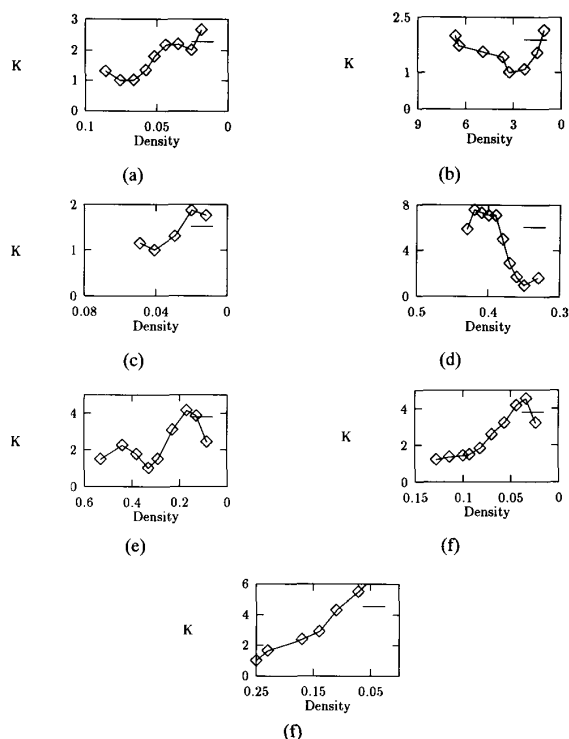 3
2
K
1
0
0.1 0.05 0
Density
(a)
2.5
K
1
0
9 6 3 0
Density
(b)
2
K
1
0
0.08 0.04 0
Density
(c)
8
K
4
0
0.5 0.4 0.3
Density
(d)
4
K
2
0
0.6 0.4 0.2 0
Density
(e)
4
K
2
0
0.15 0.1 0.05 0
Density
(f)
6
4
K
2
0
0.25 0.15 0.05
Density
(f)